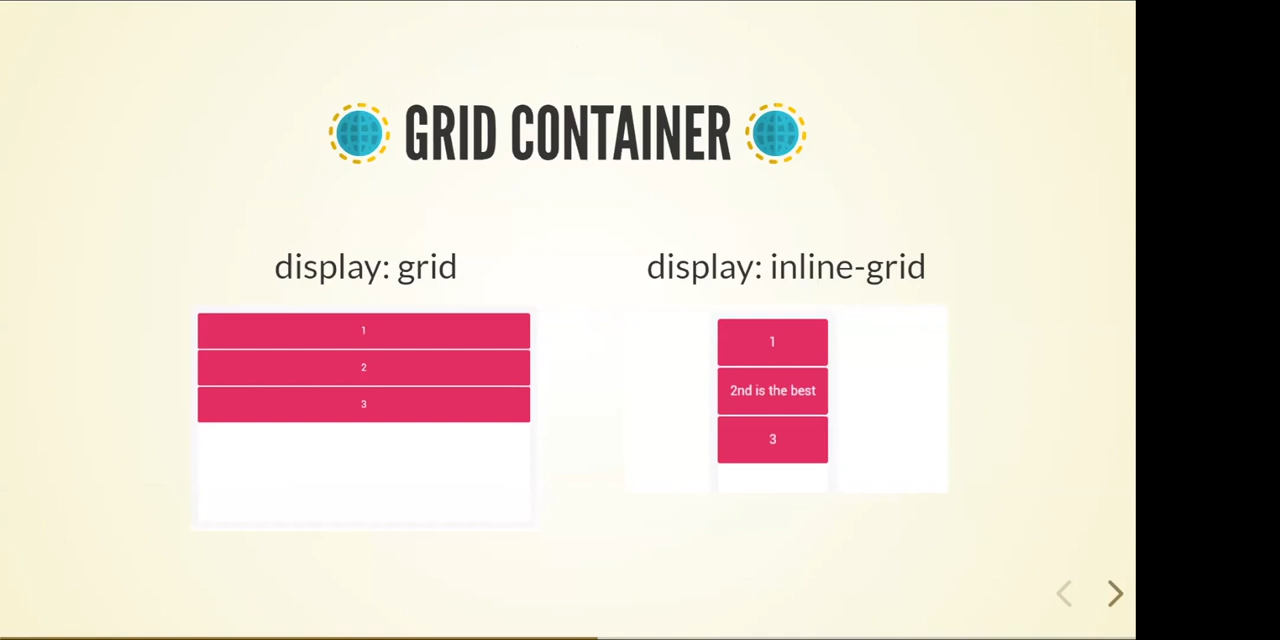 GRID CONTAINER
display: grid
1
2
3
display: inline-grid
1
2nd is the best
3